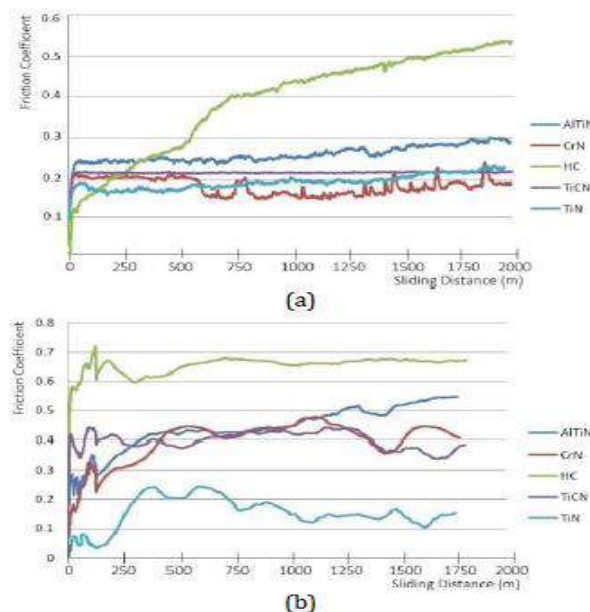 Friction Coefficient
0.6
0.5
0.4
0.3
0.2
0.1
0 250 500 750 1000 1250 1500 1750 2000
Sliding Distance (m)
AlTiN
CrN
HC
TiCN
TiN
(a)
Friction Coefficient
0.8
0.7
0.6
0.5
0.4
0.3
0.2
0.1
0
0 250 500 750 1000 1250 1500 1750 2000
Sliding Distance (m)
AlTiN
CrN
HC
TiCN
TiN
(b)